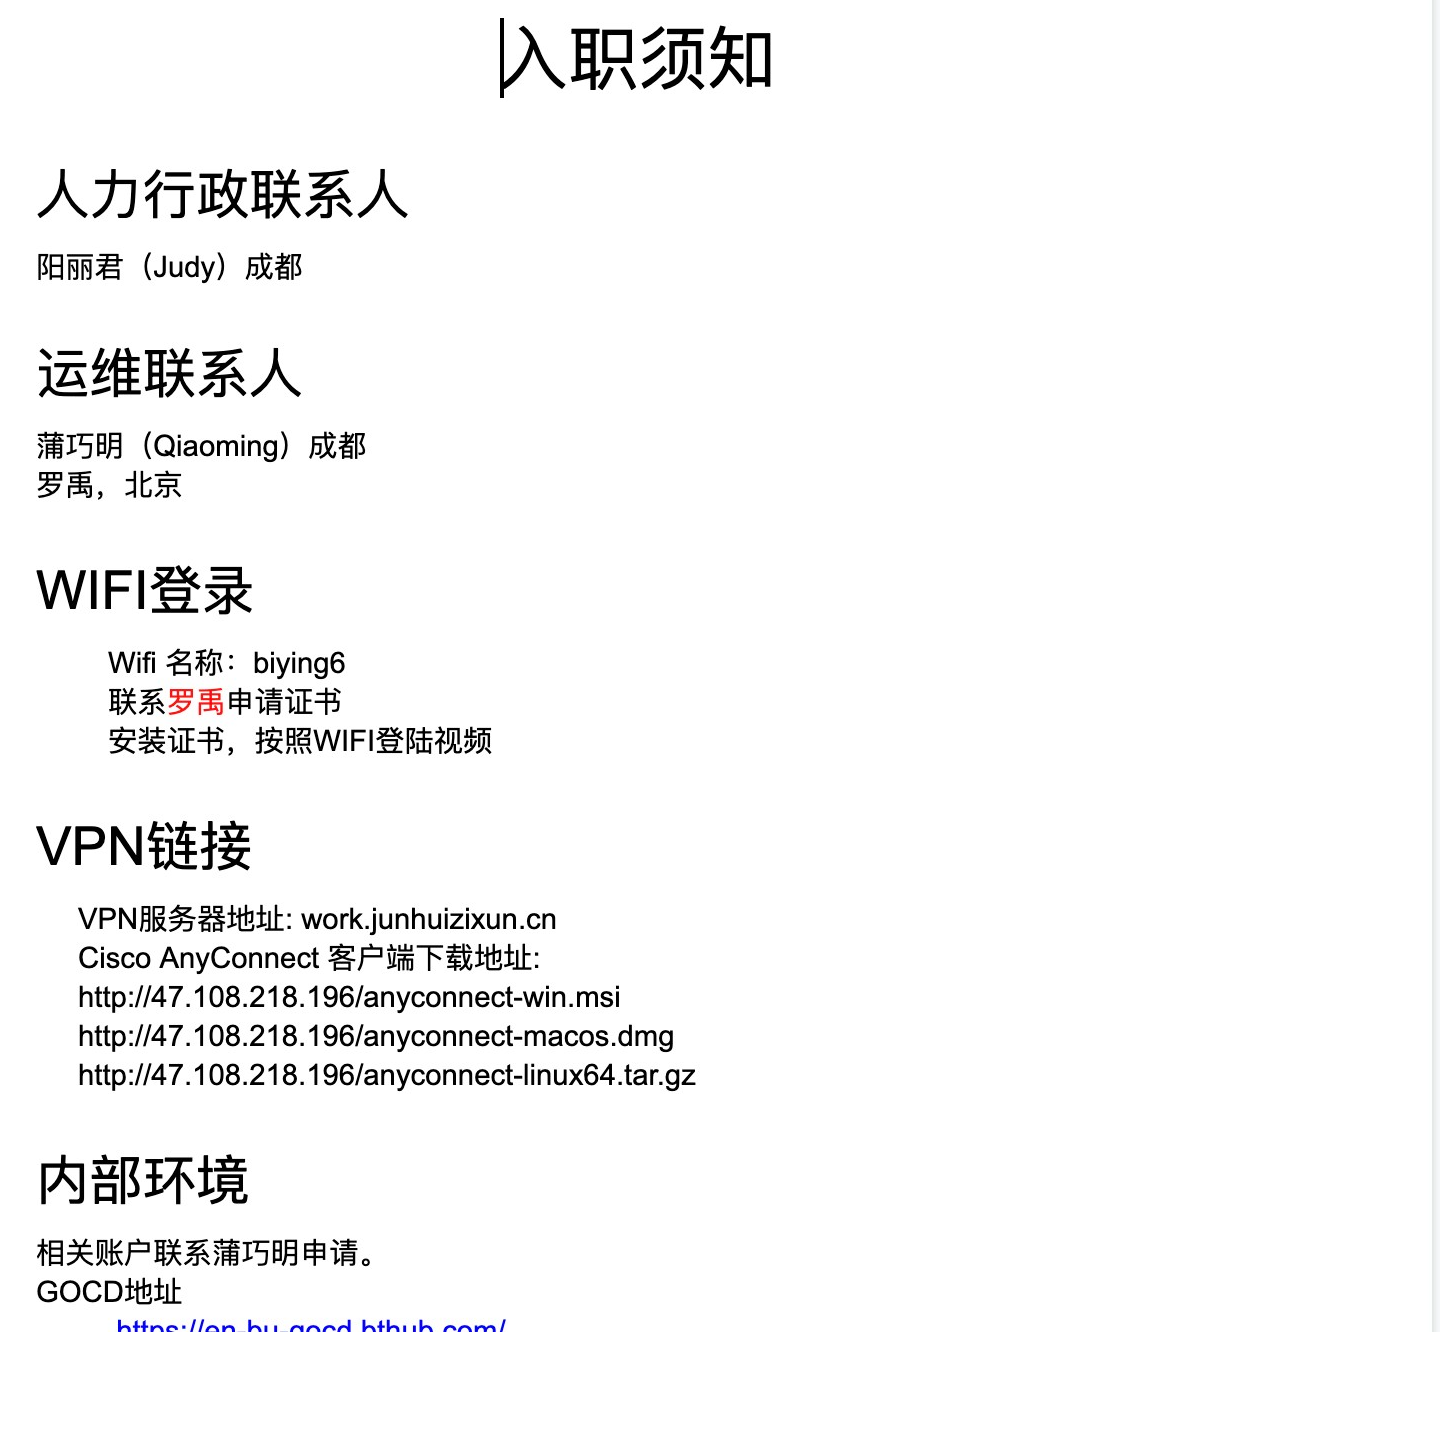 入职须知
人力行政联系人
阳丽君（Judy）成都
运维联系人
蒲巧明（Qiaoming）成都
罗禹，北京
WIFI登录
Wifi 名称：biying6
联系罗禹申请证书
安装证书，按照WIFI登陆视频
VPN链接
VPN服务器地址: work.junhuizixun.cn
Cisco AnyConnect 客户端下载地址:
http://47.108.218.196/anyconnect-win.msi
http://47.108.218.196/anyconnect-macos.dmg
http://47.108.218.196/anyconnect-linux64.tar.gz
内部环境
相关账户联系蒲巧明申请。
GOCD地址
https://en-bu-gocd.bthub.com/